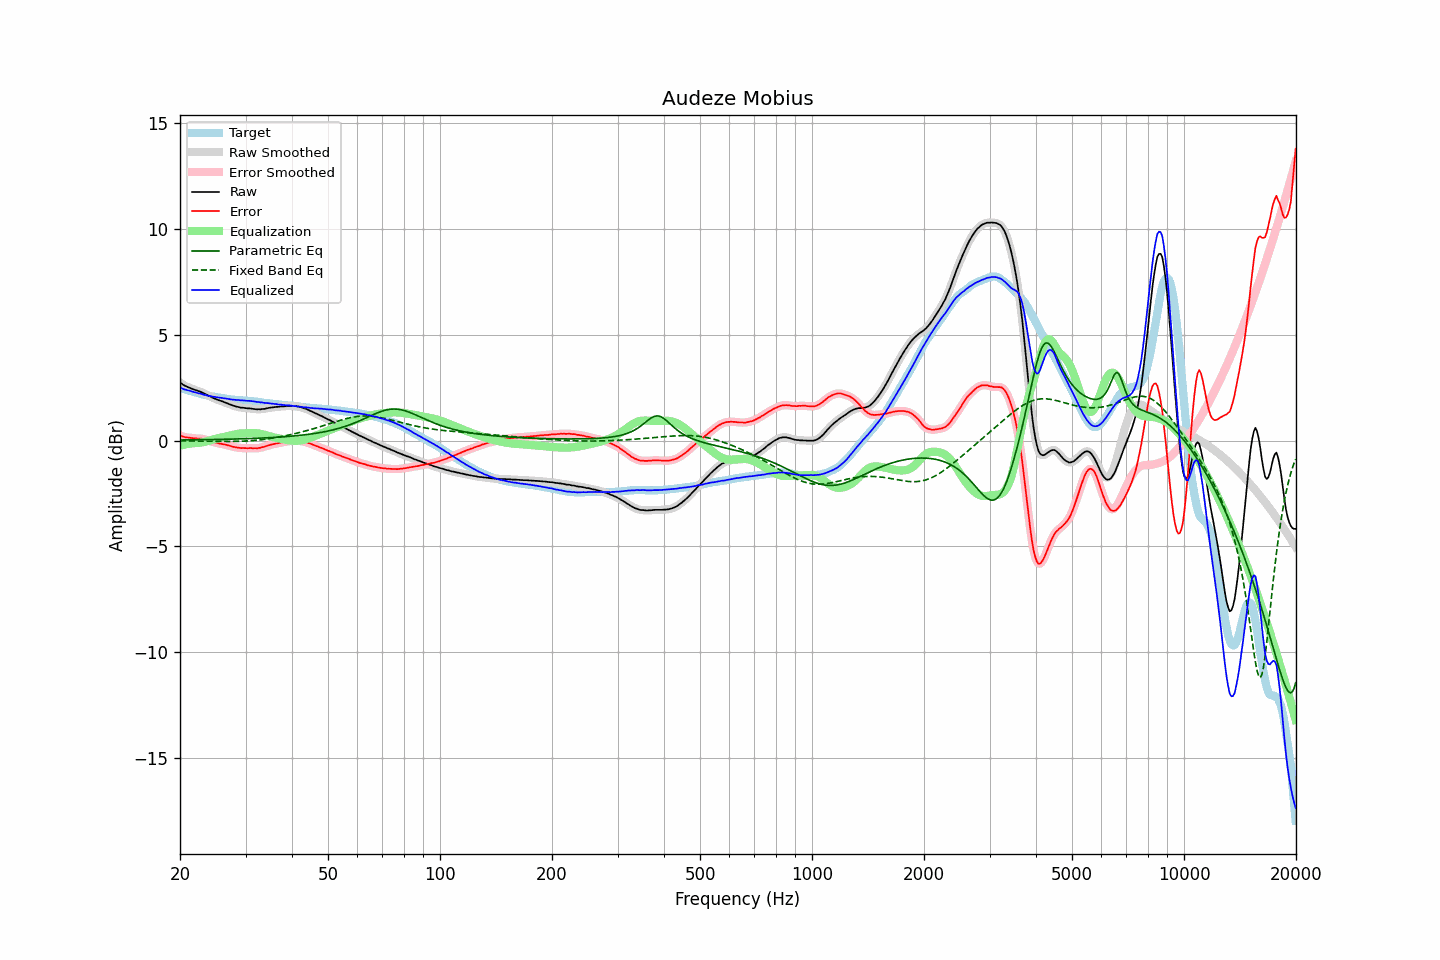 Audeze Mobius
Target
Raw Smoothed
Error Smoothed
Raw
Error
Equalization
Parametric Eq
Fixed Band Eq
Equalized
15
10
5
0
−5
−10
−15
Amplitude (dBr)
20
50
100
200
500
1000
2000
5000
10000
20000
Frequency (Hz)